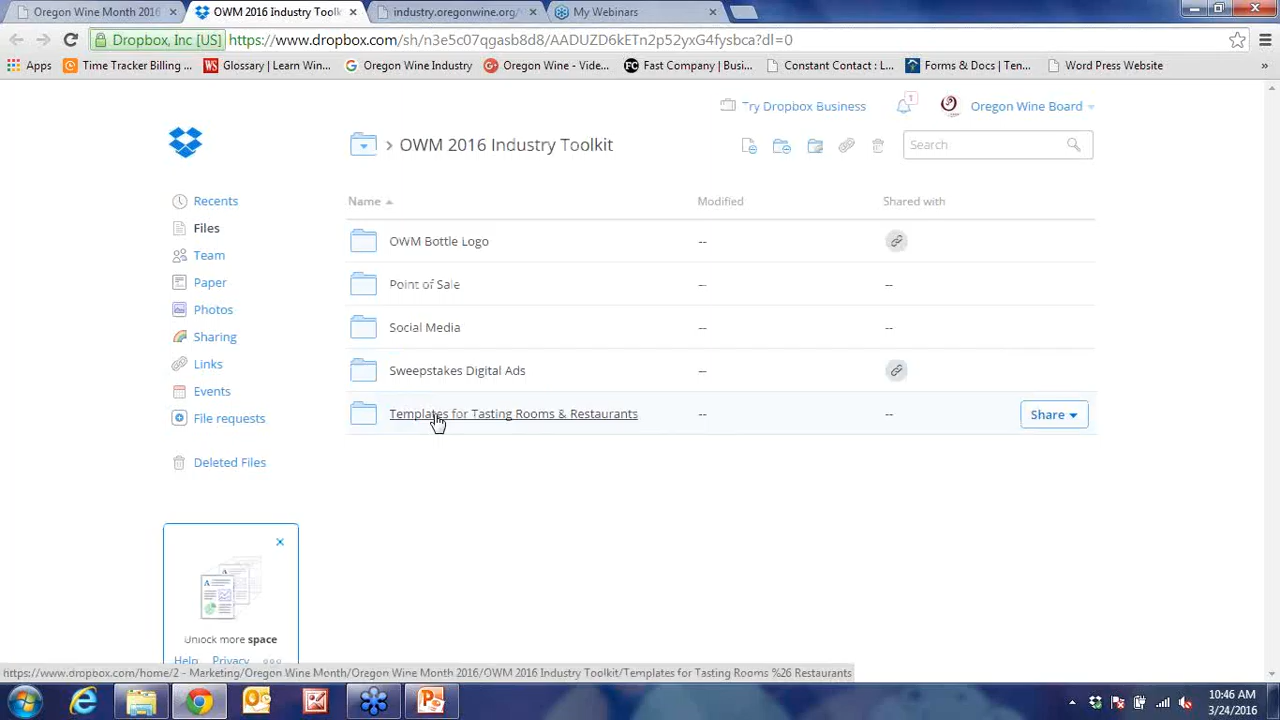 Oregon Wine Month 2016 ×
OWM 2016 Industry Toolkit ×
industry.oregonwine.org/ ×
My Webinars ×
Dropbox, Inc [US] https://www.dropbox.com/
Apps
Time Tracker Billing ...
WS Glossary | Learn Win...
Oregon Wine Industry
Oregon Wine - Vide...
FC Fast Company | Busi...
Constant Contact : L...
Forms & Docs | Ten...
Word Press Website
»
Try Dropbox Business
1
Oregon Wine Board
> OWM 2016 Industry Toolkit
Search
Recents
Files
Team
Paper
Photos
Sharing
Links
Events
File requests
Deleted Files
Name
Modified
Shared with
OWM Bottle Logo --
Point of Sale -- --
Social Media -- --
Sweepstakes Digital Ads --
Templates for Tasting Rooms & Restaurants -- -- Share
×
A
A
Unlock more space
Help Privacy
https://www.dropbox.com/home/2 - Marketing/Oregon Wine Month/Oregon Wine Month 2016/OWM 2016 Industry Toolkit/Templates for Tasting Rooms %26 Restaurants
10:46 AM
3/24/2016